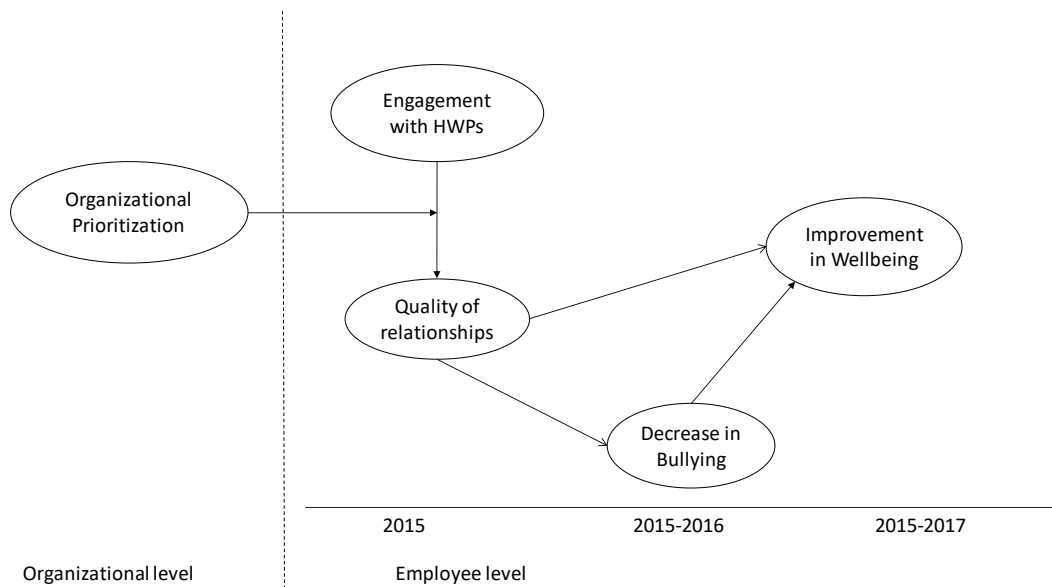 Engagement
with HWPs
Organizational
Prioritization
Improvement
in Wellbeing
Quality of
relationships
Decrease in
Bullying
2015
2015-2016
2015-2017
Organizational level
Employee level